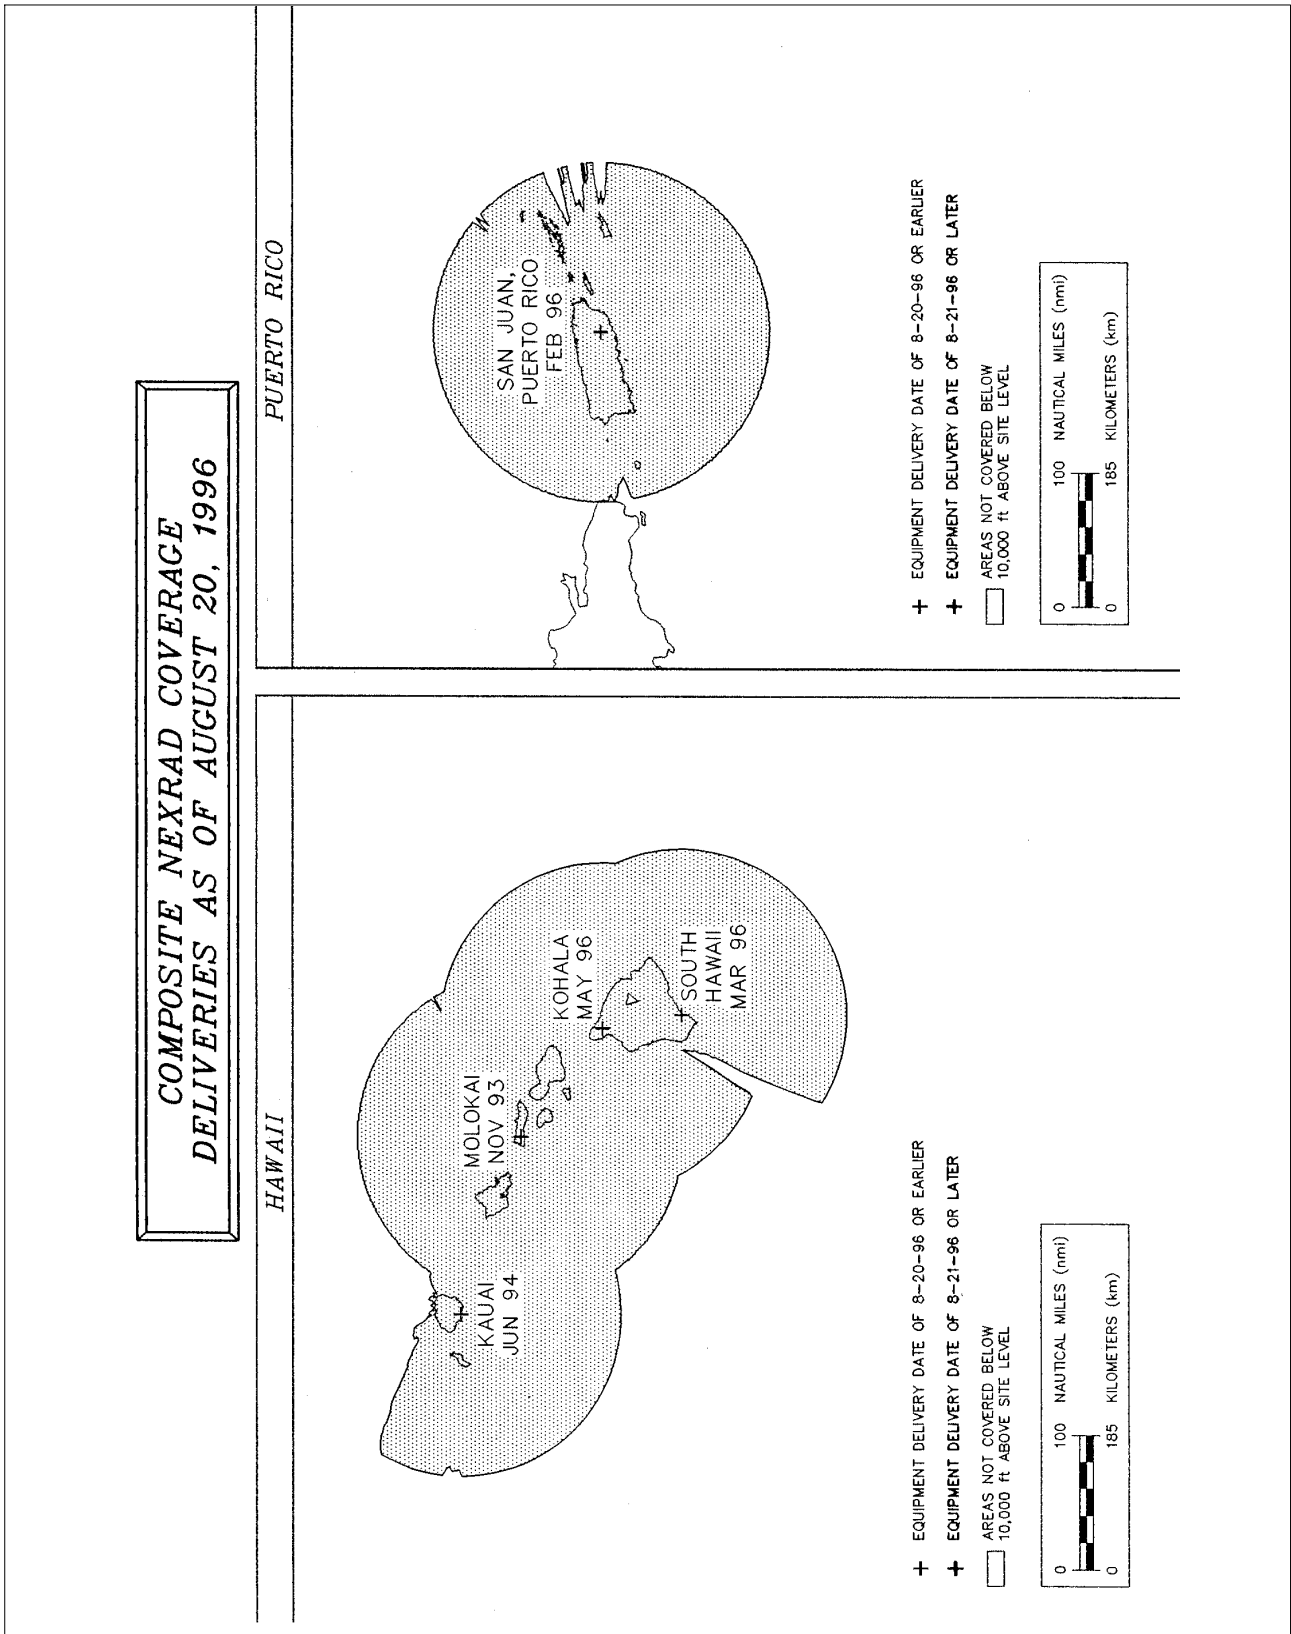 COMPOSITE NEXRAD COVERAGE
DELIVERIES AS OF AUGUST 20, 1996
HAWAII
KAUAI
JUN 94
MOLOKAI
NOV 93
KOHALA
MAY 96
SOUTH
HAWAII
MAR 96
+ EQUIPMENT DELIVERY DATE OF 8-20-96 OR EARLIER
+ EQUIPMENT DELIVERY DATE OF 8-21-96 OR LATER
AREAS NOT COVERED BELOW
10,000 ft ABOVE SITE LEVEL
0 100 NAUTICAL MILES (nmi)
0 185 KILOMETERS (km)
PUERTO RICO
SAN JUAN,
PUERTO RICO
FEB 96
+ EQUIPMENT DELIVERY DATE OF 8-20-96 OR EARLIER
+ EQUIPMENT DELIVERY DATE OF 8-21-96 OR LATER
AREAS NOT COVERED BELOW
10,000 ft ABOVE SITE LEVEL
0 100 NAUTICAL MILES (nmi)
0 185 KILOMETERS (km)